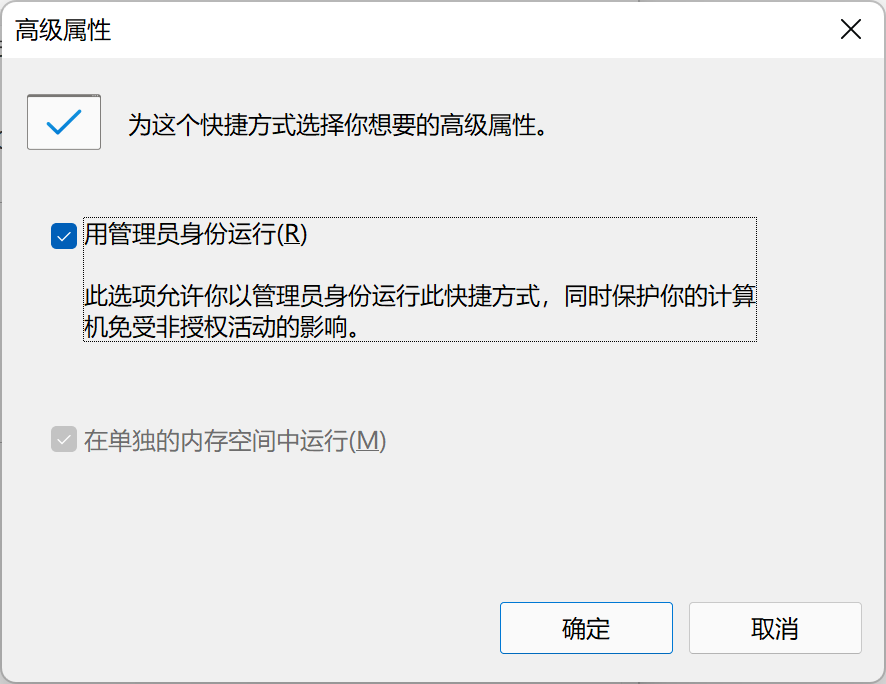 高级属性
为这个快捷方式选择你想要的高级属性。
用管理员身份运行(R)
此选项允许你以管理员身份运行此快捷方式，同时保护你的计算
机免受非授权活动的影响。
在单独的内存空间中运行(M)
确定
取消